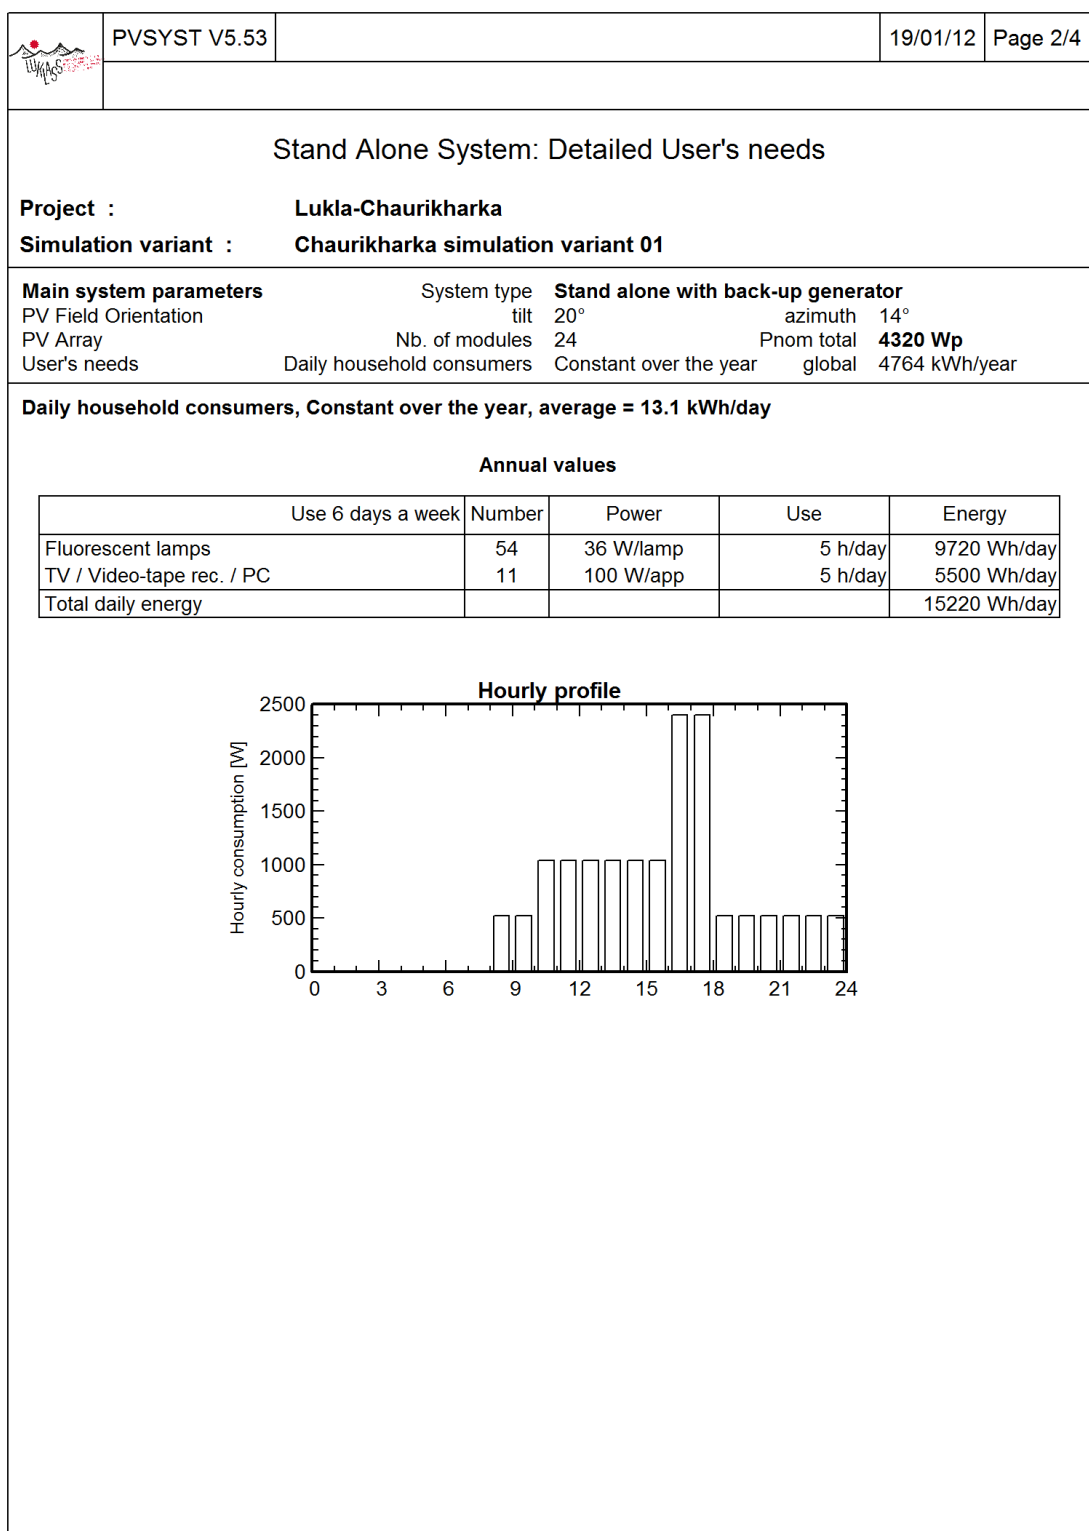 LUKLASS
PVSYST V5.53 19/01/12 Page 2/4
Stand Alone System: Detailed User's needs
Project : Lukla-Chaurikharka
Simulation variant : Chaurikharka simulation variant 01
Main system parameters System type Stand alone with back-up generator
PV Field Orientation tilt 20° azimuth 14°
PV Array Nb. of modules 24 Pnom total 4320 Wp
User's needs Daily household consumers Constant over the year global 4764 kWh/year
Daily household consumers, Constant over the year, average = 13.1 kWh/day
Annual values
Use 6 days a week Number Power Use Energy
Fluorescent lamps 54 36 W/lamp 5 h/day 9720 Wh/day
TV / Video-tape rec. / PC 11 100 W/app 5 h/day 5500 Wh/day
Total daily energy 15220 Wh/day
Hourly profile
Hourly consumption [W]
2500
2000
1500
1000
500
0
0 3 6 9 12 15 18 21 24